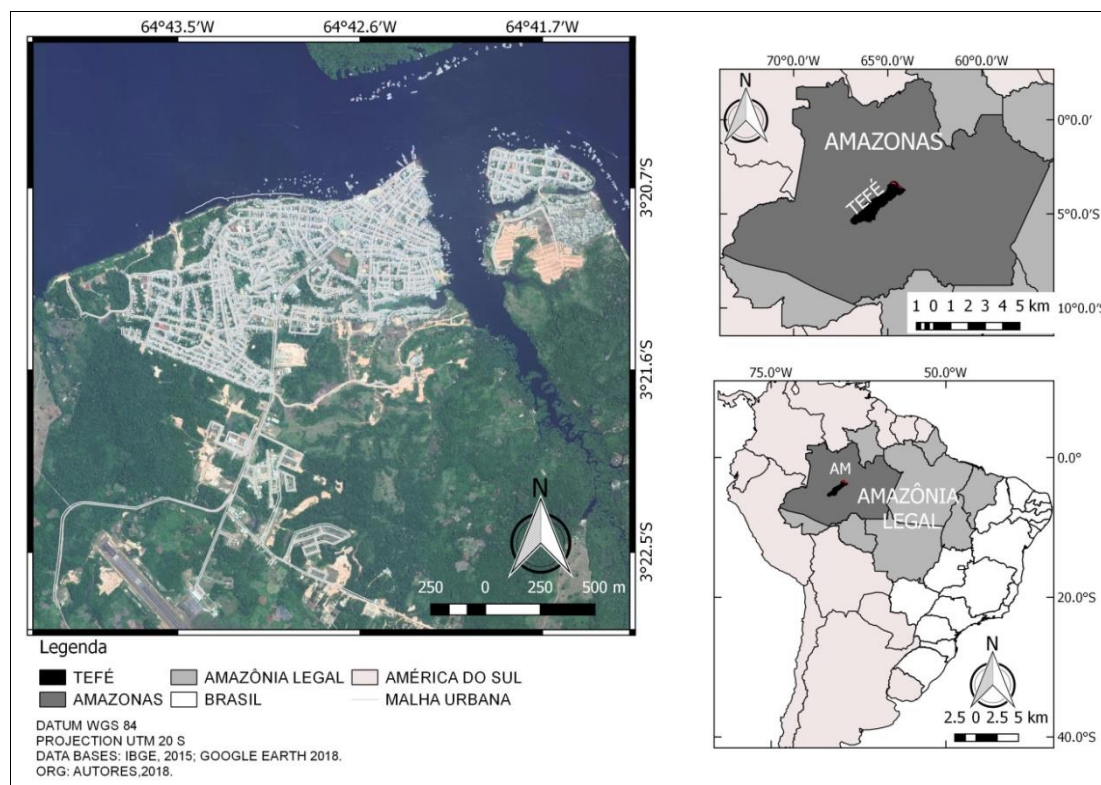 64°43.5′W 64°42.6′W 64°41.7′W
3°20.7′S
3°21.6′S
3°22.5′S
N
250 0 250 500 m
70°0.0′W 65°0.0′W 60°0.0′W
N
AMAZONAS
TEFÉ
0°0.0′
5°0.0′S
10°0.0′S
1 0 1 2 3 4 5 km
75.0°W 50.0°W
0.0°
20.0°S
40.0°S
AM
AMAZÔNIA
LEGAL
N
2.5 0 2.5 5 km
Legenda
TEFÉ AMAZÔNIA LEGAL AMÉRICA DO SUL
AMAZONAS BRASIL MALHA URBANA
DATUM WGS 84
PROJECTION UTM 20 S
DATA BASES: IBGE, 2015; GOOGLE EARTH 2018.
ORG: AUTORES,2018.